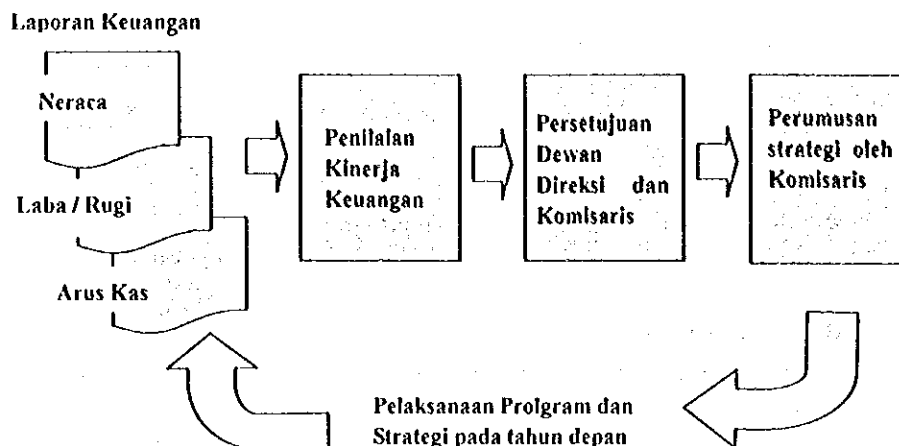 Laporan Keuangan
Neraca
Laba / Rugi
Arus Kas
Penilaian
Kinerja
Keuangan
Persetujuan
Dewan
Direksi dan
Komisaris
Perumusan
strategi oleh
Komisaris
Pelaksanaan Prolgram dan
Strategi pada tahun depan